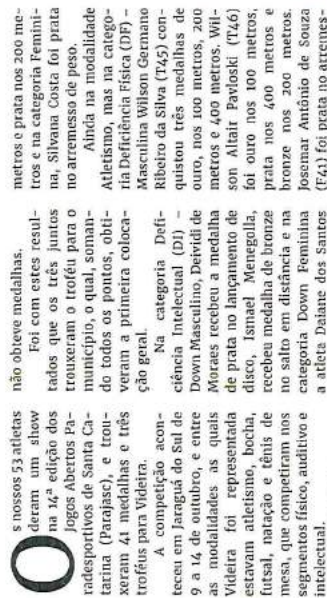 Os nossos 53 atletas
deram um show
na 14ª edição dos
Jogos Abertos Pa-
radesportivos de Santa Ca-
tarina (Parajasc), e trou-
xeram 41 medalhas e três
troféus para Videira.
A competição acon-
teceu em Jaraguá do Sul de
9 a 14 de outubro, e entre
as modalidades as quais
Videira foi representada
estavam atletismo, bocha,
futsal, natação e tênis de
mesa, que competiram nos
segmentos físico, auditivo e
intelectual.
não obteve medalhas.
Foi com estes resul-
tados que os três juntos
trouxeram o troféu para o
município, o qual, soman-
do todos os pontos, obti-
veram a primeira coloca-
ção geral.
Na categoria Defi-
ciência Intelectual (DI) –
Down Masculino, Deividi de
Moraes recebeu a medalha
de prata no lançamento de
disco, Ismael Menegolla,
recebeu medalha de bronze
no salto em distância e na
categoria Down Feminina
a atleta Daiane dos Santos
metros e prata nos 200 me-
tros e na categoria Femini-
na, Silvana Costa foi prata
no arremesso de peso.
Ainda na modalidade
Atletismo, mas na catego-
ria Deficiência Física (DF) –
Masculina Wilson Germano
Ribeiro da Silva (T45) con-
quistou três medalhas de
ouro, nos 100 metros, 200
metros e 400 metros. Wil-
son Altair Pavloski (T46)
foi ouro nos 100 metros,
prata nos 400 metros e
bronze nos 200 metros.
Josemar Antônio de Souza
(F41) foi prata no arremes-